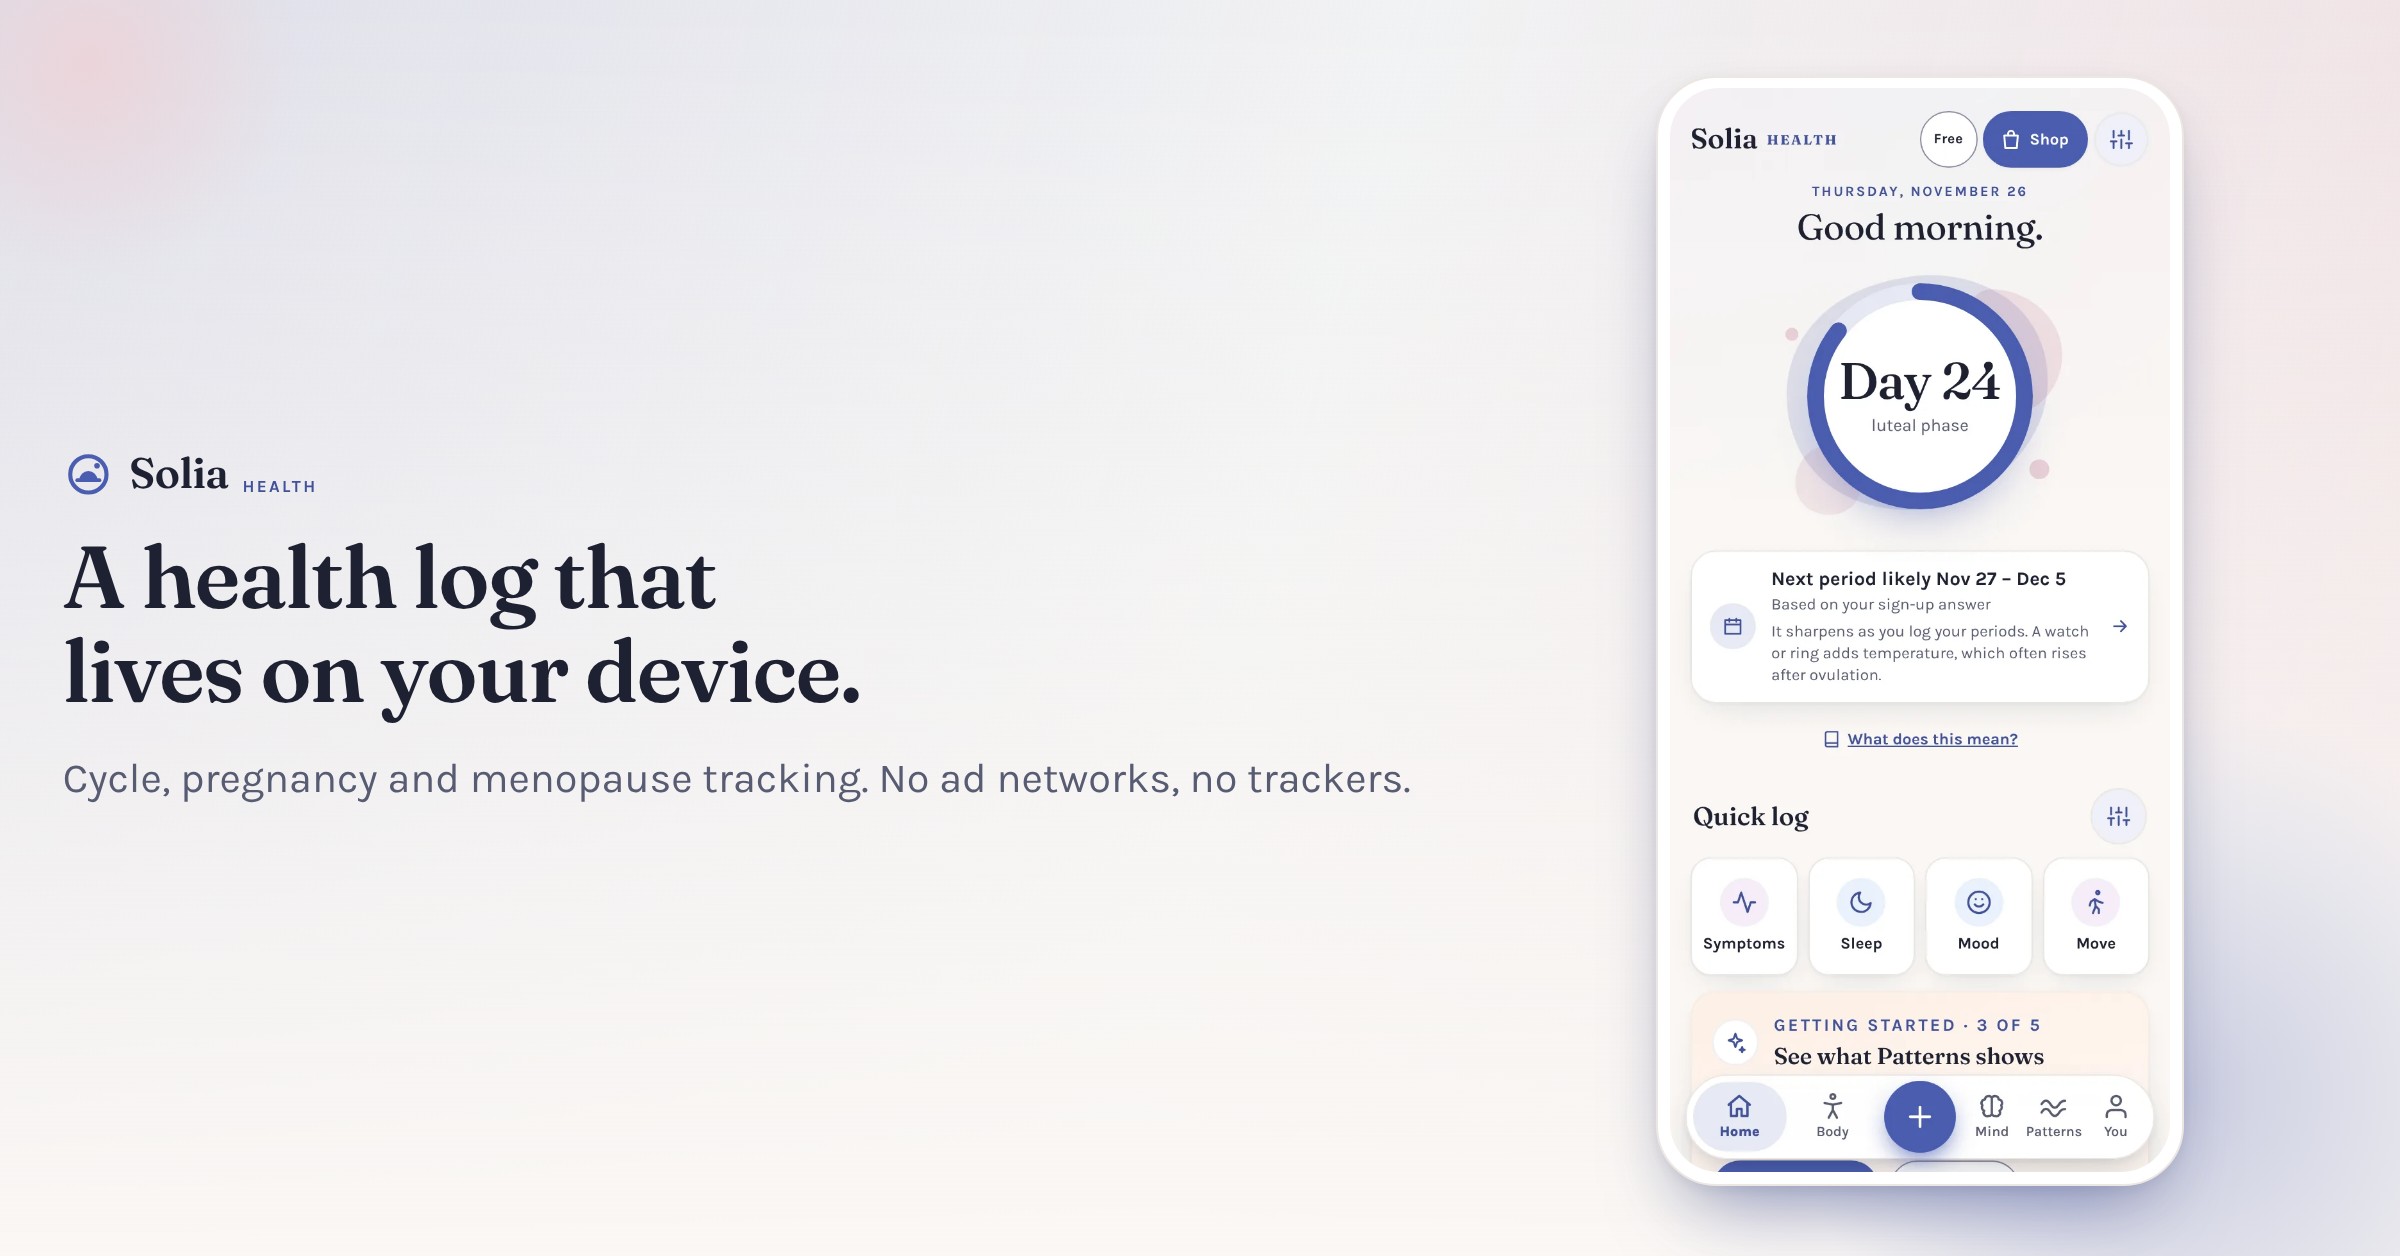 Solia HEALTH
A health log that
lives on your device.
Cycle, pregnancy and menopause tracking. No ad networks, no trackers.
Solia HEALTH
Free
Shop
THURSDAY, NOVEMBER 26
Good morning.
Day 24
luteal phase
Next period likely Nov 27 – Dec 5
Based on your sign-up answer
It sharpens as you log your periods. A watch
or ring adds temperature, which often rises
after ovulation.
What does this mean?
Quick log
Symptoms
Sleep
Mood
Move
GETTING STARTED · 3 OF 5
See what Patterns shows
Home
Body
Mind
Patterns
You